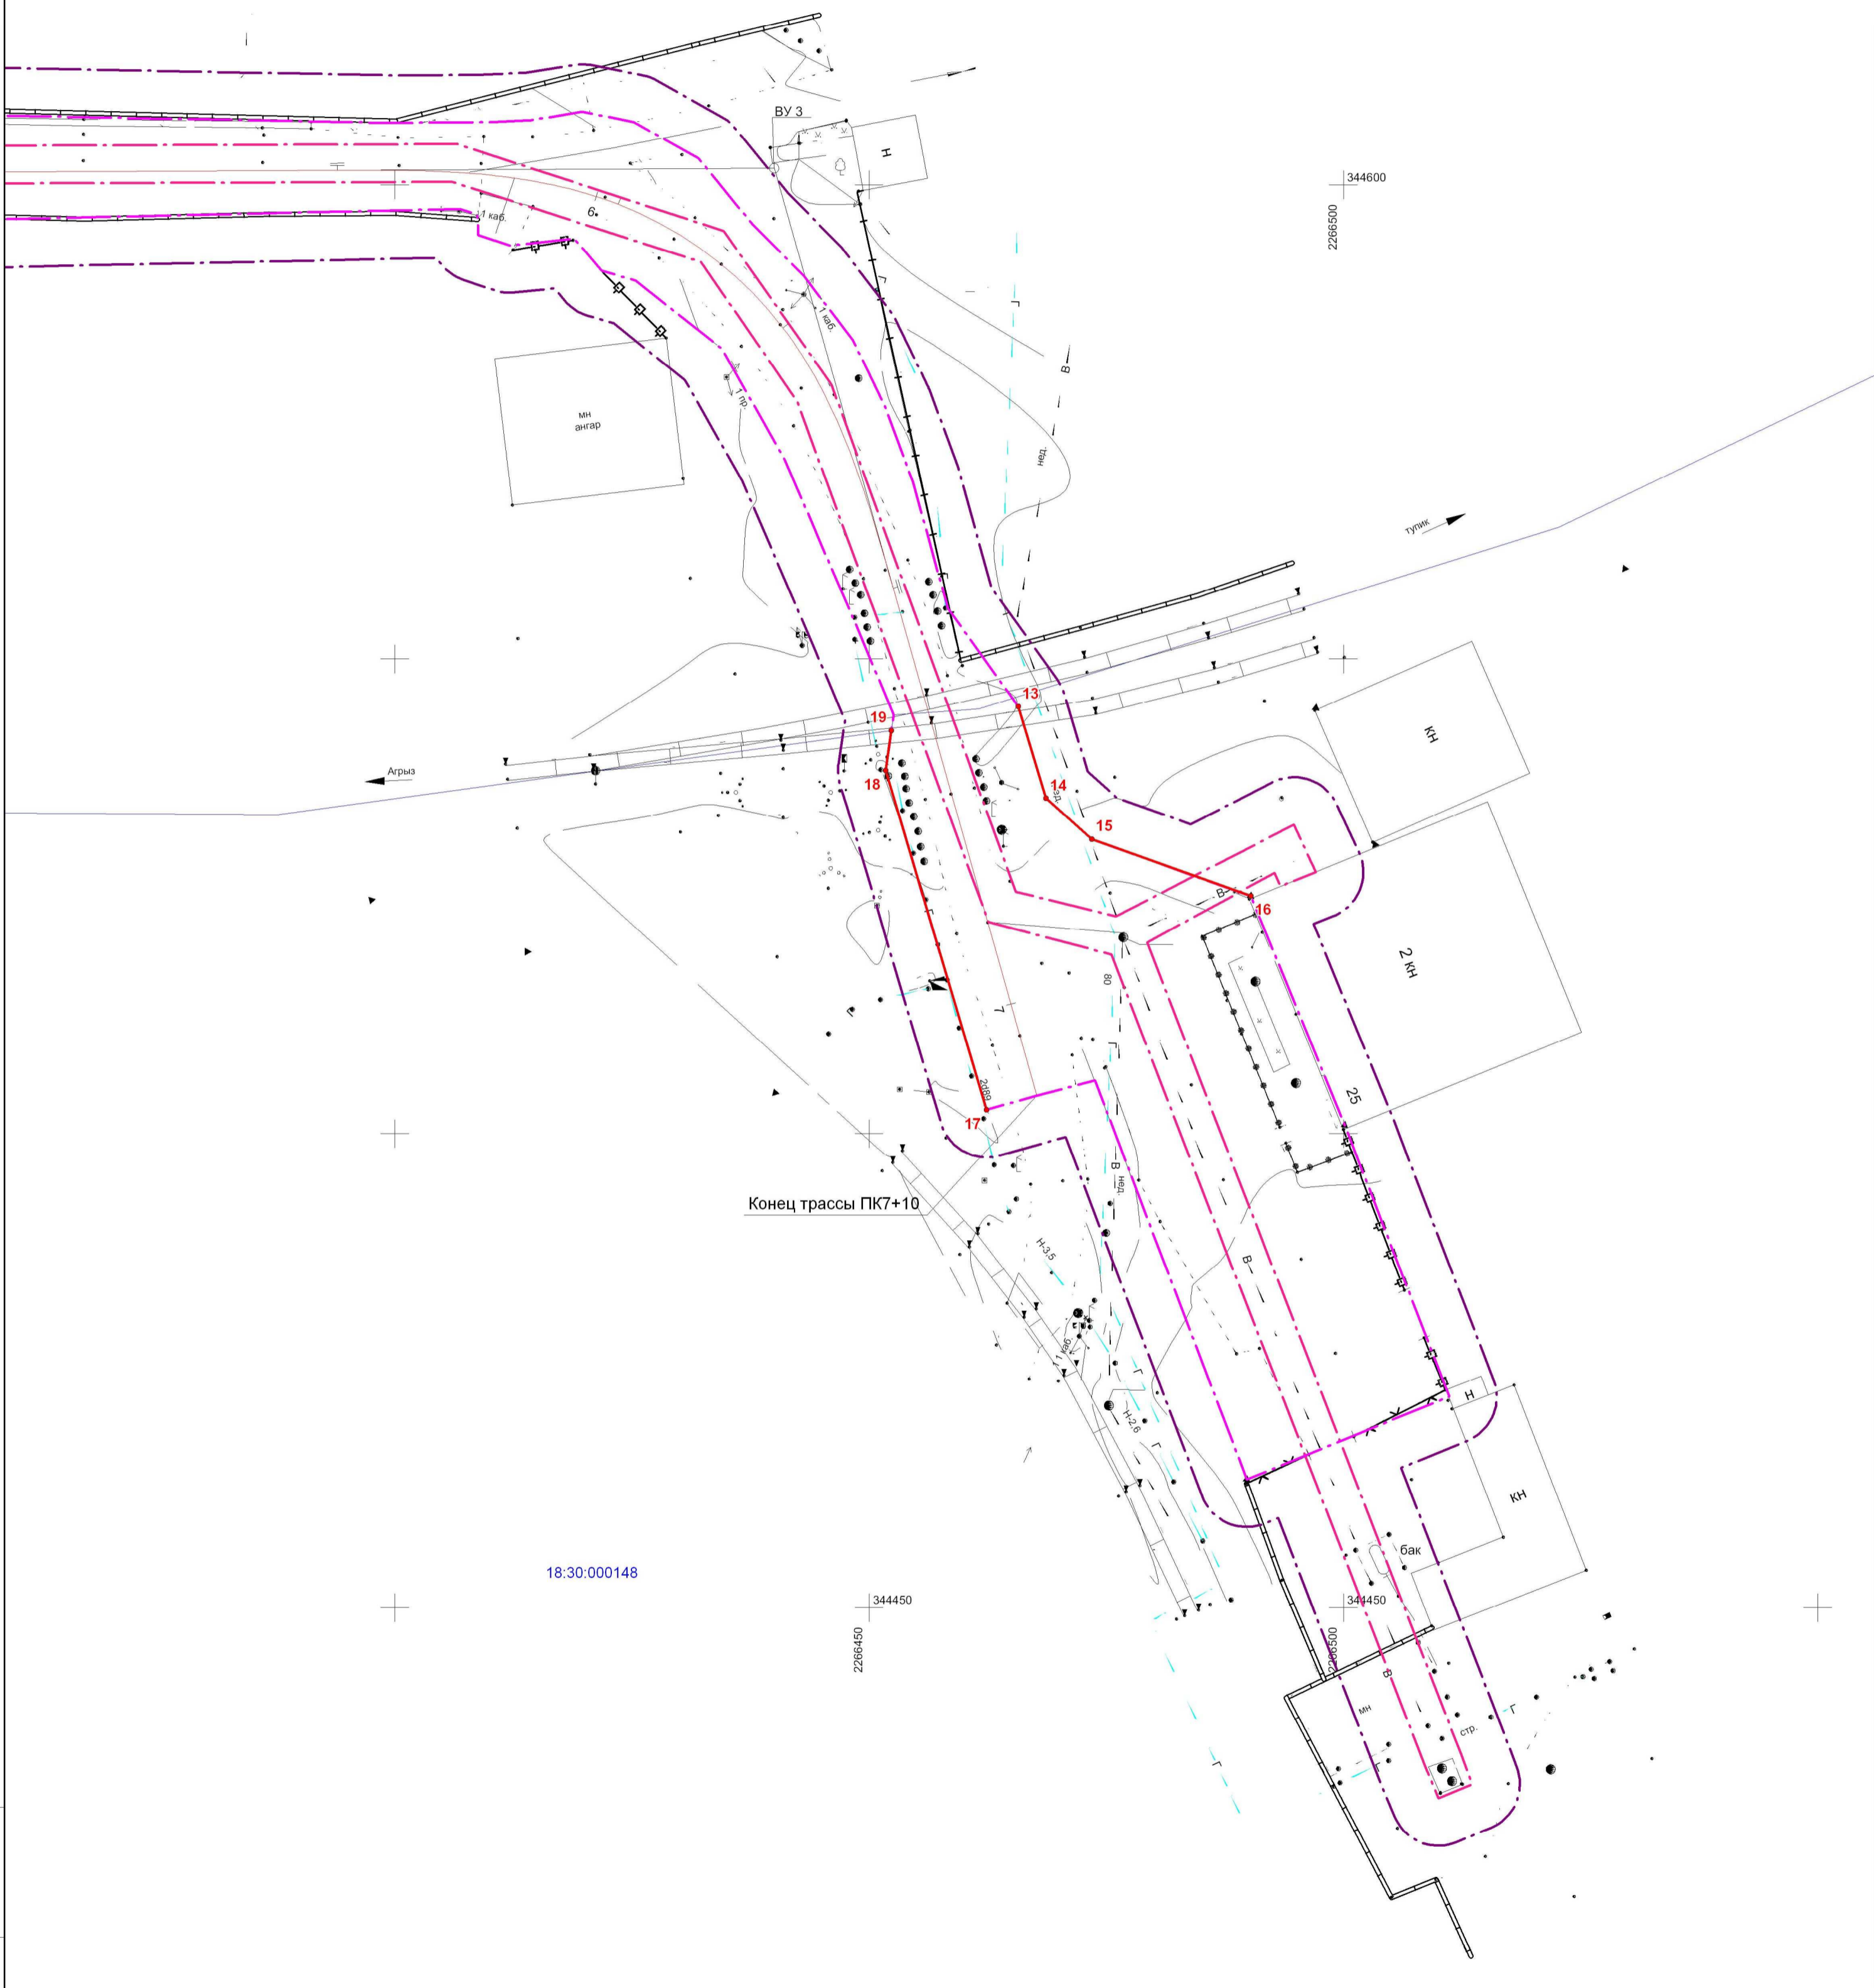 ВУ 3
Н
344600
2266500
1 каб.
6
Г
1 каб.
Г
В
1 пр.
мн
ангар
нед.
тупик
Г
13
19
кн
Агрыз
18
14
15
В
16
Г
2 кн
80
Г
7
Г
25
17
В
нед.
Конец трассы ПК7+10
Н-3,5
В
1 каб.
Г
Н
Н-2,6
Г
кн
бак
18:30:000148
344450
344450
2266450
2266500
В
мн
стр.
Г
Г
Г